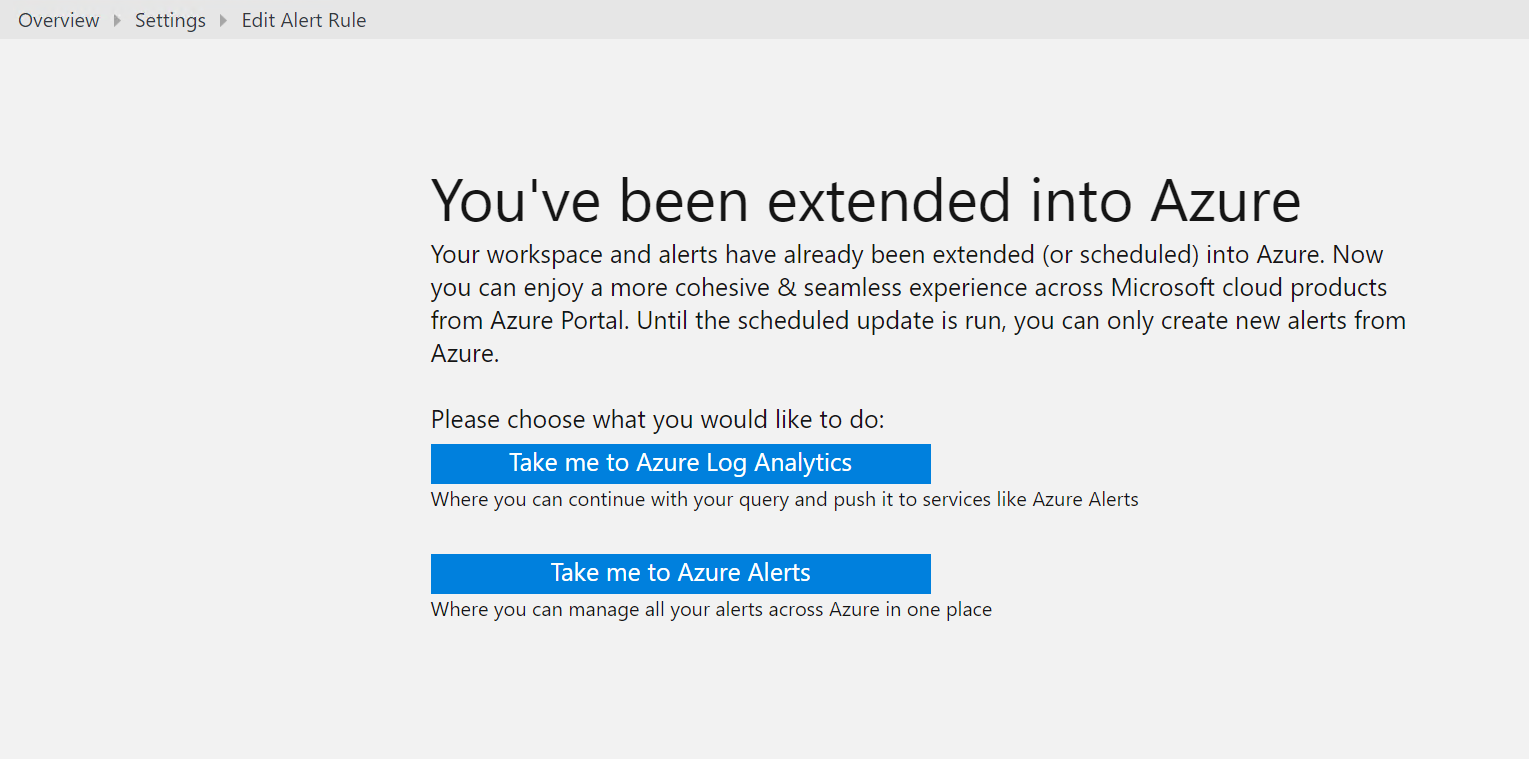 Overview Settings Edit Alert Rule
You've been extended into Azure
Your workspace and alerts have already been extended (or scheduled) into Azure. Now
you can enjoy a more cohesive & seamless experience across Microsoft cloud products
from Azure Portal. Until the scheduled update is run, you can only create new alerts from
Azure.
Please choose what you would like to do:
Take me to Azure Log Analytics
Where you can continue with your query and push it to services like Azure Alerts
Take me to Azure Alerts
Where you can manage all your alerts across Azure in one place